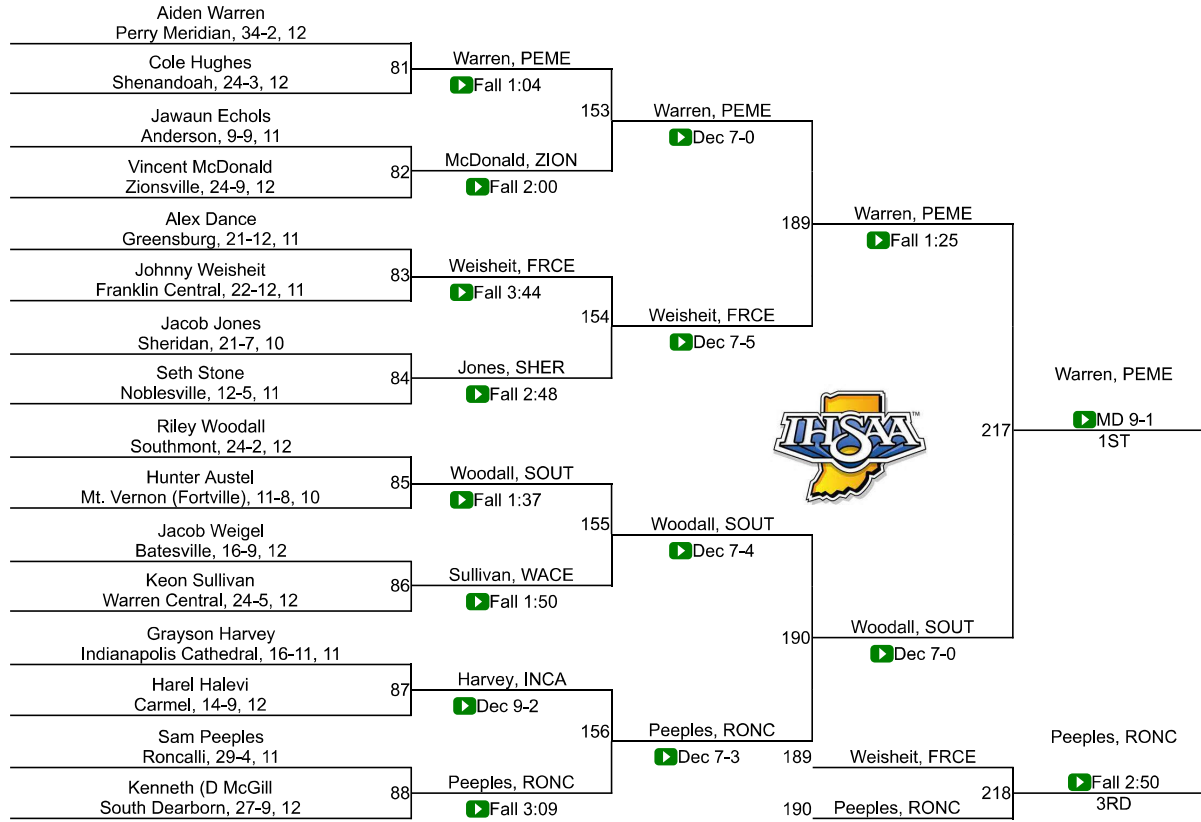 Aiden Warren
Perry Meridian, 34-2, 12
Cole Hughes
Shenandoah, 24-3, 12
81
Warren, PEME
Fall 1:04
Jawaun Echols
Anderson, 9-9, 11
Vincent McDonald
Zionsville, 24-9, 12
82
McDonald, ZION
Fall 2:00
153
Warren, PEME
Dec 7-0
Alex Dance
Greensburg, 21-12, 11
Johnny Weisheit
Franklin Central, 22-12, 11
83
Weisheit, FRCE
Fall 3:44
Jacob Jones
Sheridan, 21-7, 10
Seth Stone
Noblesville, 12-5, 11
84
Jones, SHER
Fall 2:48
154
Weisheit, FRCE
Dec 7-5
189
Warren, PEME
Fall 1:25
Riley Woodall
Southmont, 24-2, 12
Hunter Austel
Mt. Vernon (Fortville), 11-8, 10
85
Woodall, SOUT
Fall 1:37
Jacob Weigel
Batesville, 16-9, 12
Keon Sullivan
Warren Central, 24-5, 12
86
Sullivan, WACE
Fall 1:50
155
Woodall, SOUT
Dec 7-4
Grayson Harvey
Indianapolis Cathedral, 16-11, 11
Harel Halevi
Carmel, 14-9, 12
87
Harvey, INCA
Dec 9-2
Sam Peeples
Roncalli, 29-4, 11
Kenneth (D McGill
South Dearborn, 27-9, 12
88
Peeples, RONC
Fall 3:09
156
Peeples, RONC
Dec 7-3
190
Woodall, SOUT
Dec 7-0
IHSAA™
217
Warren, PEME
MD 9-1
1ST
189
Weisheit, FRCE
190
Peeples, RONC
218
Peeples, RONC
Fall 2:50
3RD